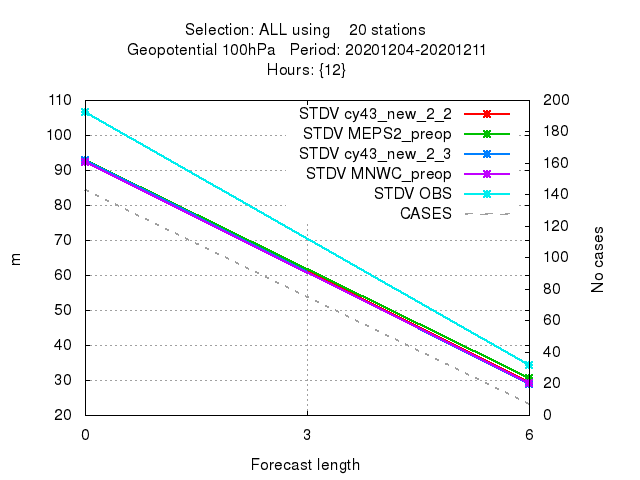 Selection: ALL using    20 stations
Geopotential 100hPa   Period: 20201204-20201211
Hours: {12}
110
100
90
80
70
60
50
40
30
20
m
STDV cy43_new_2_2
STDV MEPS2_preop
STDV cy43_new_2_3
STDV MNWC_preop
STDV OBS
CASES
200
180
160
140
120
100
80
60
40
20
0
No cases
0 3 6
Forecast length